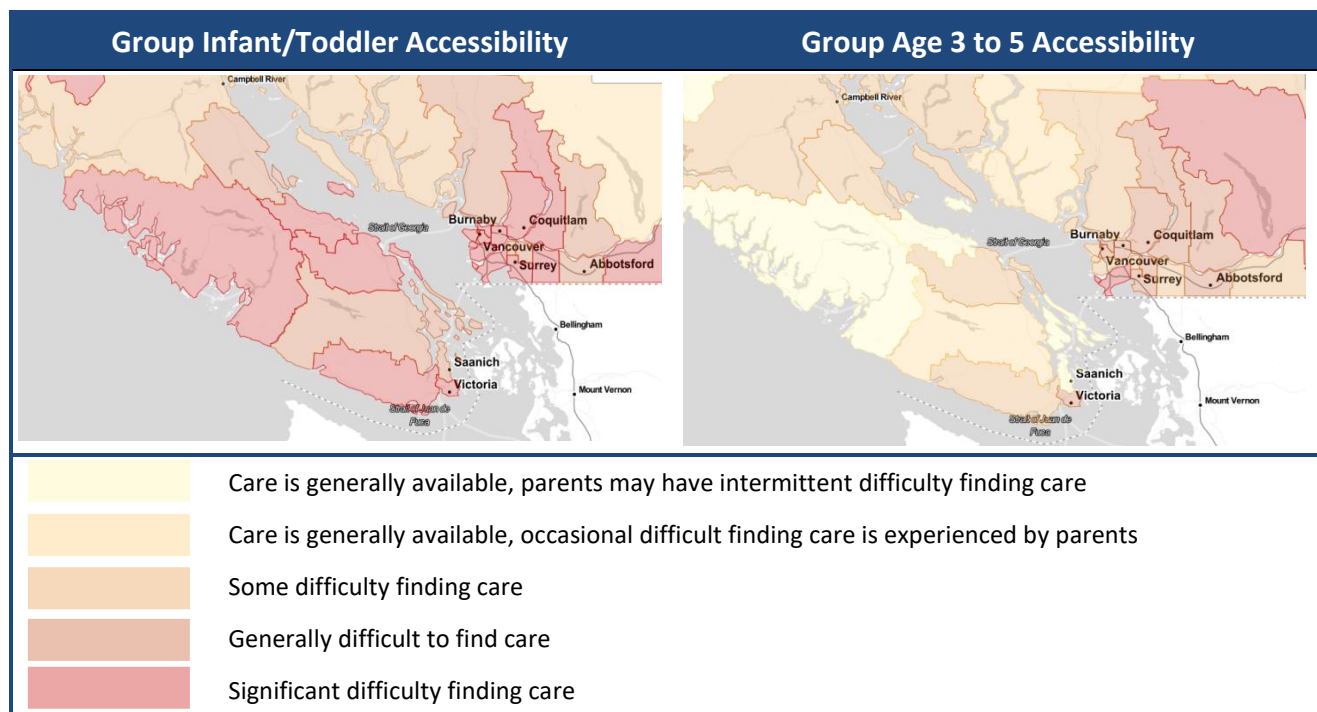 Group Infant/Toddler Accessibility
Group Age 3 to 5 Accessibility
Campbell River
Strait of Georgia
Burnaby
Coquitlam
Vancouver
Surrey
Abbotsford
Bellingham
Saanich
Victoria
Mount Vernon
Strait of Juan de
Fuca
Campbell River
Strait of Georgia
Burnaby
Coquitlam
Vancouver
Surrey
Abbotsford
Bellingham
Saanich
Victoria
Mount Vernon
Strait of Juan de
Fuca
Care is generally available, parents may have intermittent difficulty finding care
Care is generally available, occasional difficult finding care is experienced by parents
Some difficulty finding care
Generally difficult to find care
Significant difficulty finding care